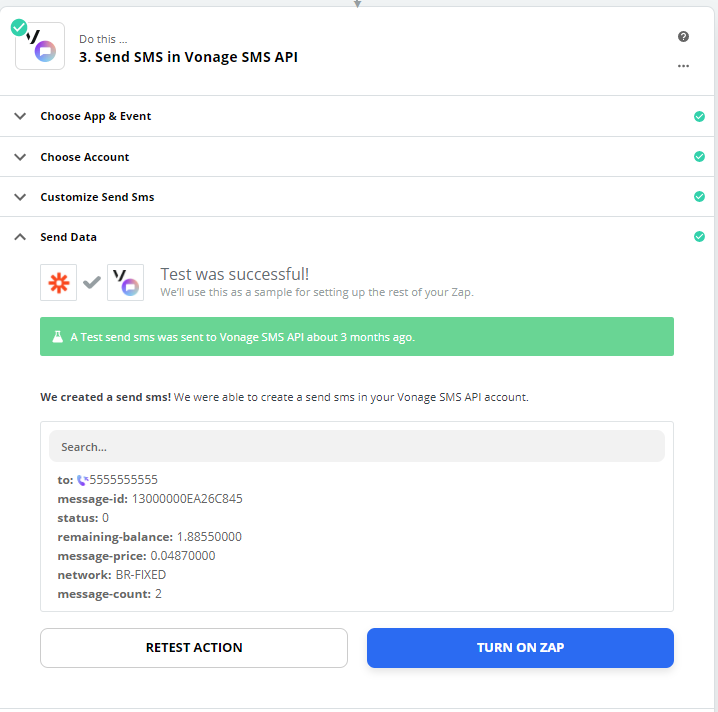 Do this ...
3. Send SMS in Vonage SMS API
Choose App & Event
Choose Account
Customize Send Sms
Send Data
Test was successful!
We'll use this as a sample for setting up the rest of your Zap.
A Test send sms was sent to Vonage SMS API about 3 months ago.
We created a send sms! We were able to create a send sms in your Vonage SMS API account.
Search...
to: 5555555555
message-id: 13000000EA26C845
status: 0
remaining-balance: 1.88550000
message-price: 0.04870000
network: BR-FIXED
message-count: 2
RETEST ACTION
TURN ON ZAP